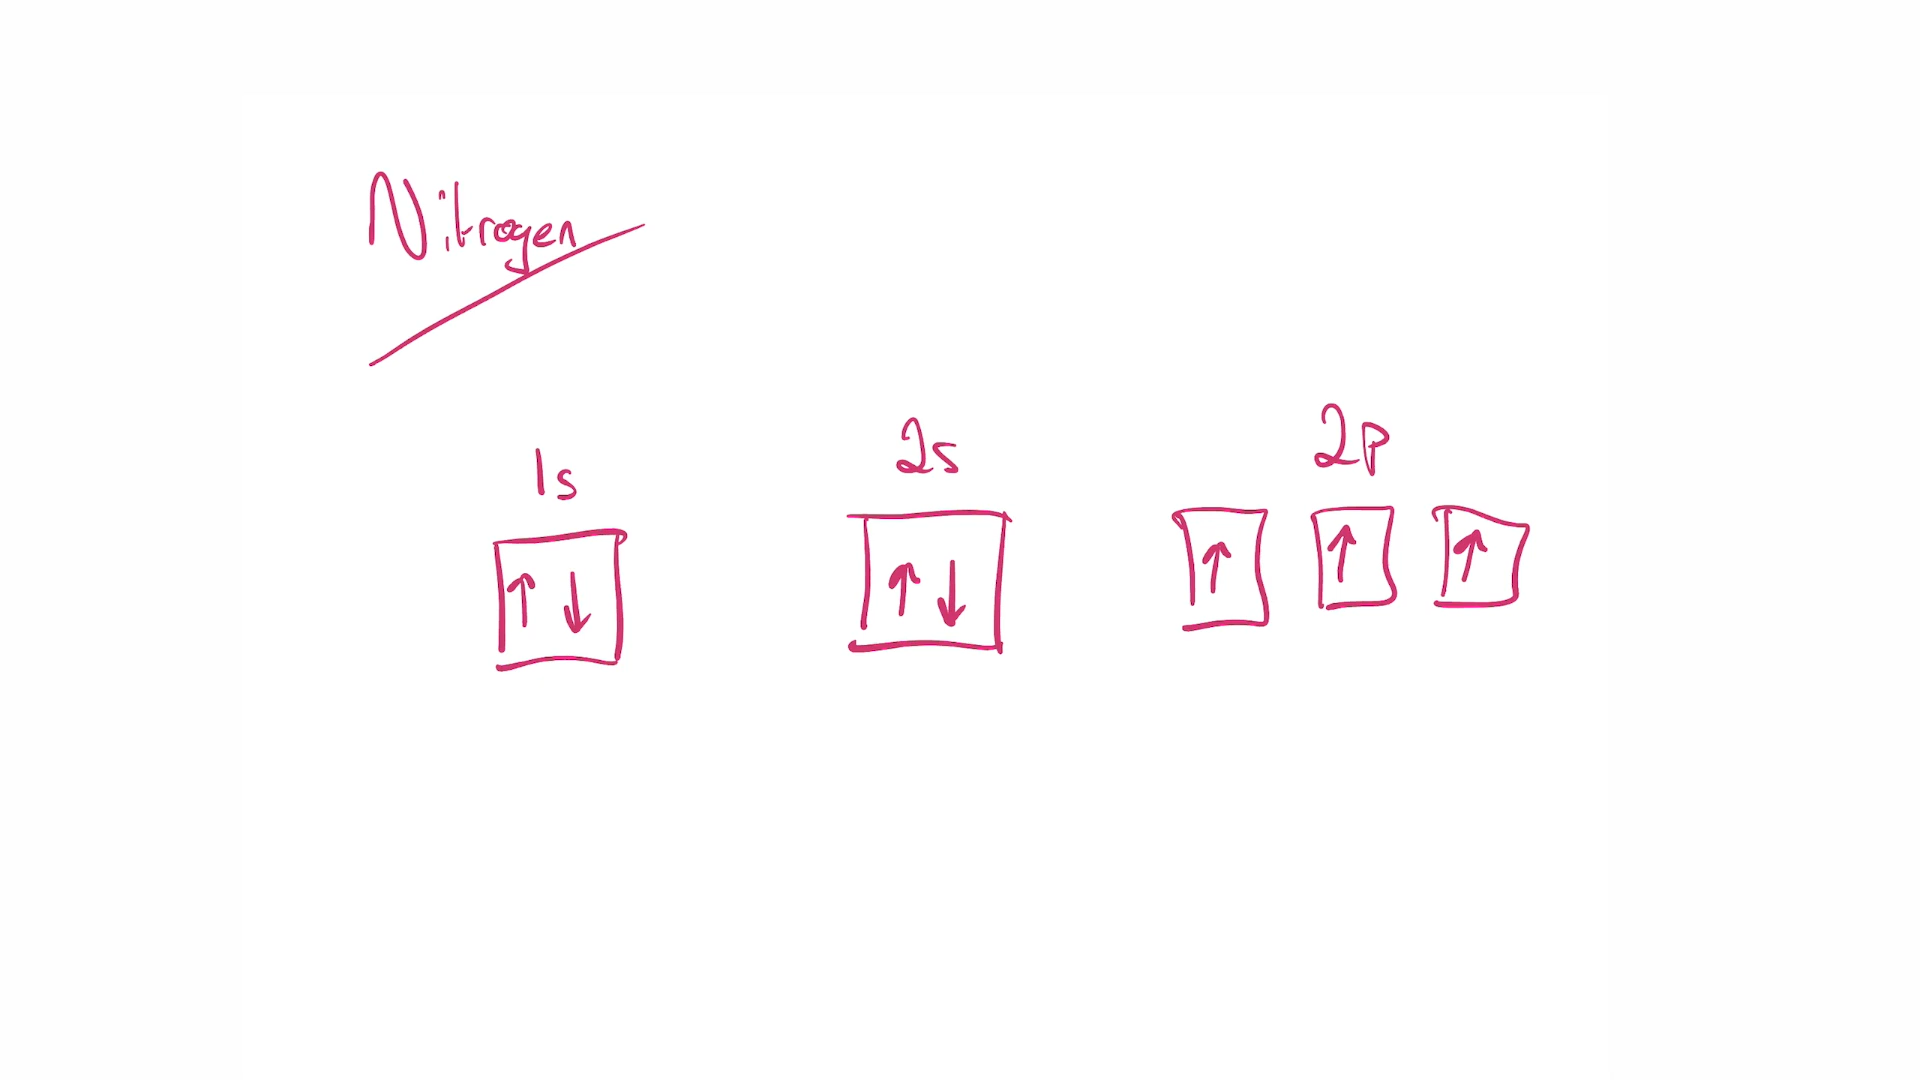 Nitrogen
1s 2s 2p
↑ ↓ ↑ ↓ ↑ ↑ ↑